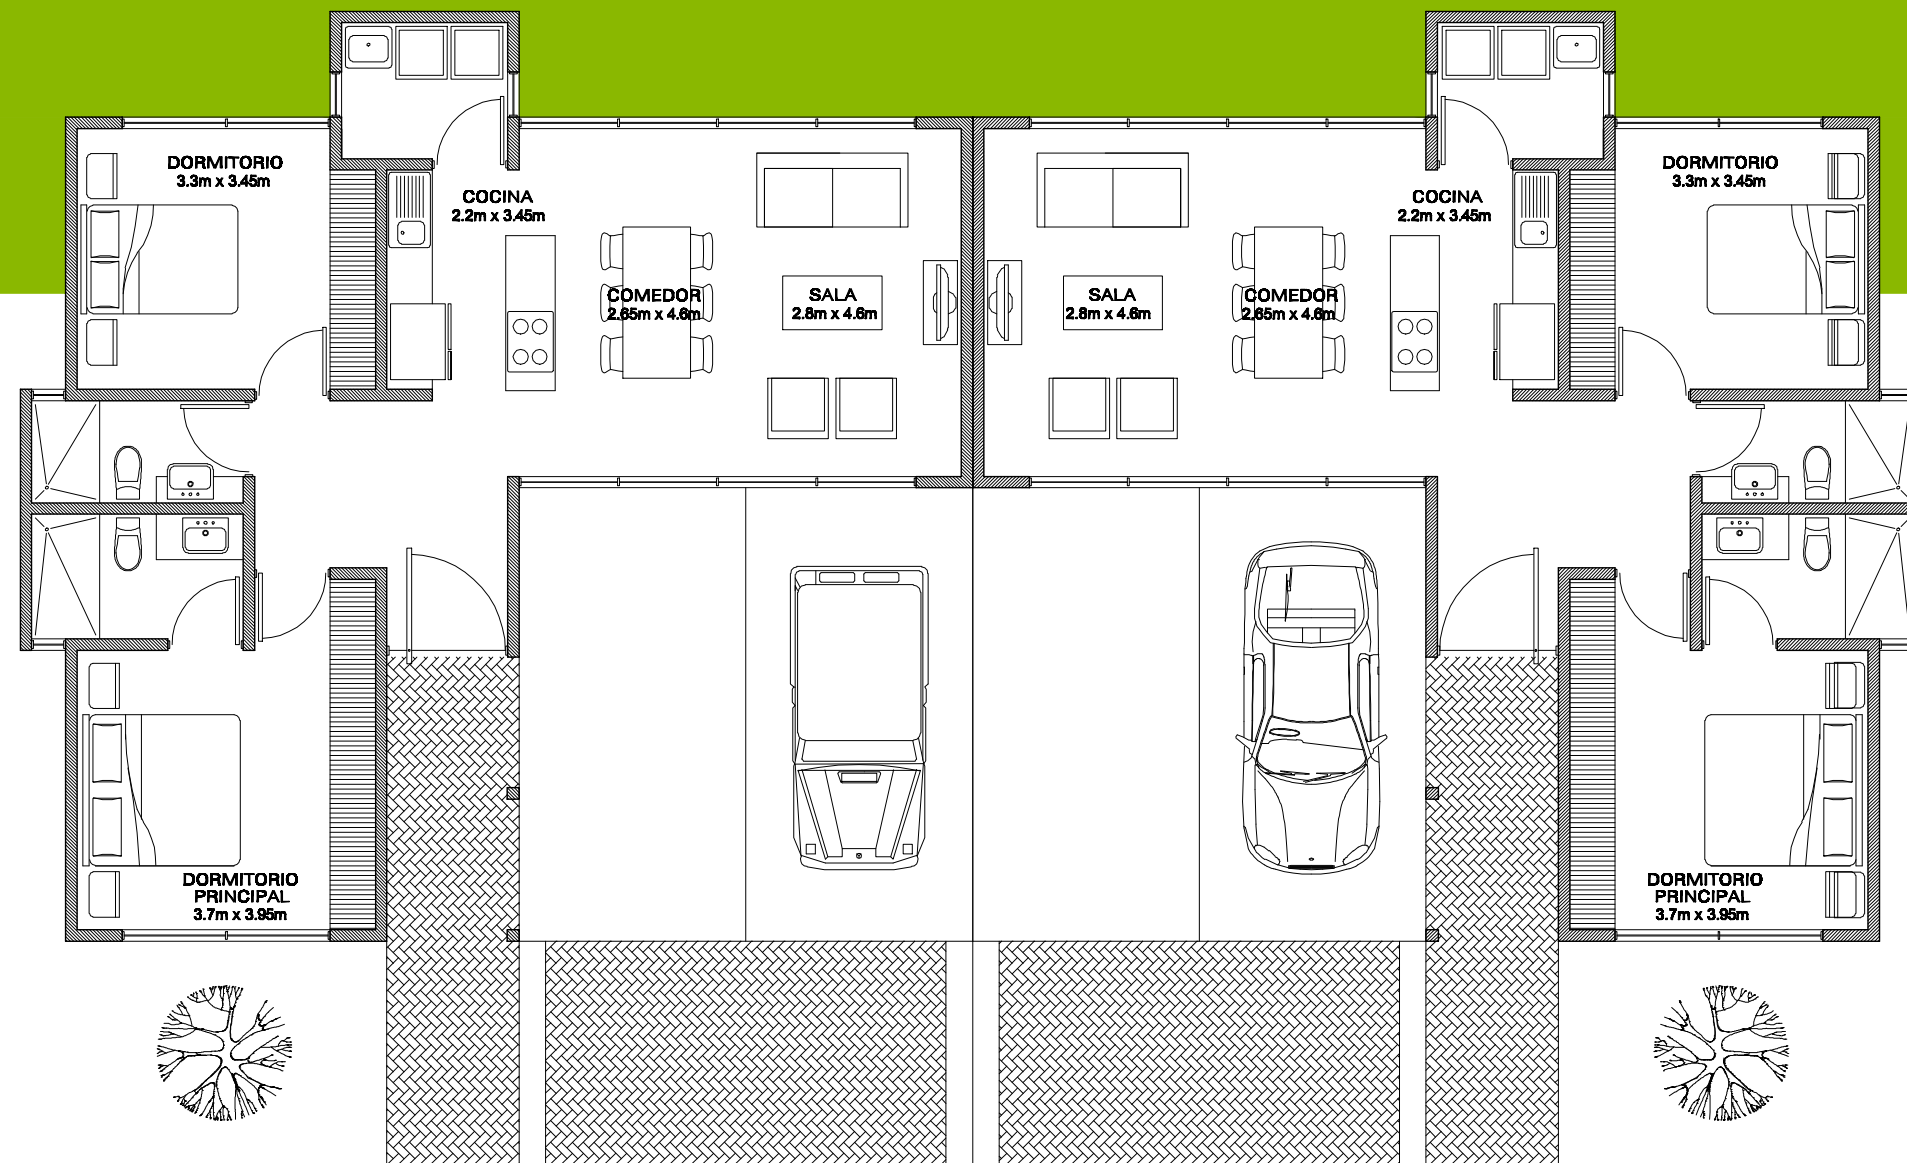 DORMITORIO
3.3m x 3.45m
COCINA
2.2m x 3.45m
COMEDOR
2.65m x 4.6m
SALA
2.8m x 4.6m
SALA
2.8m x 4.6m
COMEDOR
2.65m x 4.6m
COCINA
2.2m x 3.45m
DORMITORIO
3.3m x 3.45m
DORMITORIO
PRINCIPAL
3.7m x 3.95m
DORMITORIO
PRINCIPAL
3.7m x 3.95m